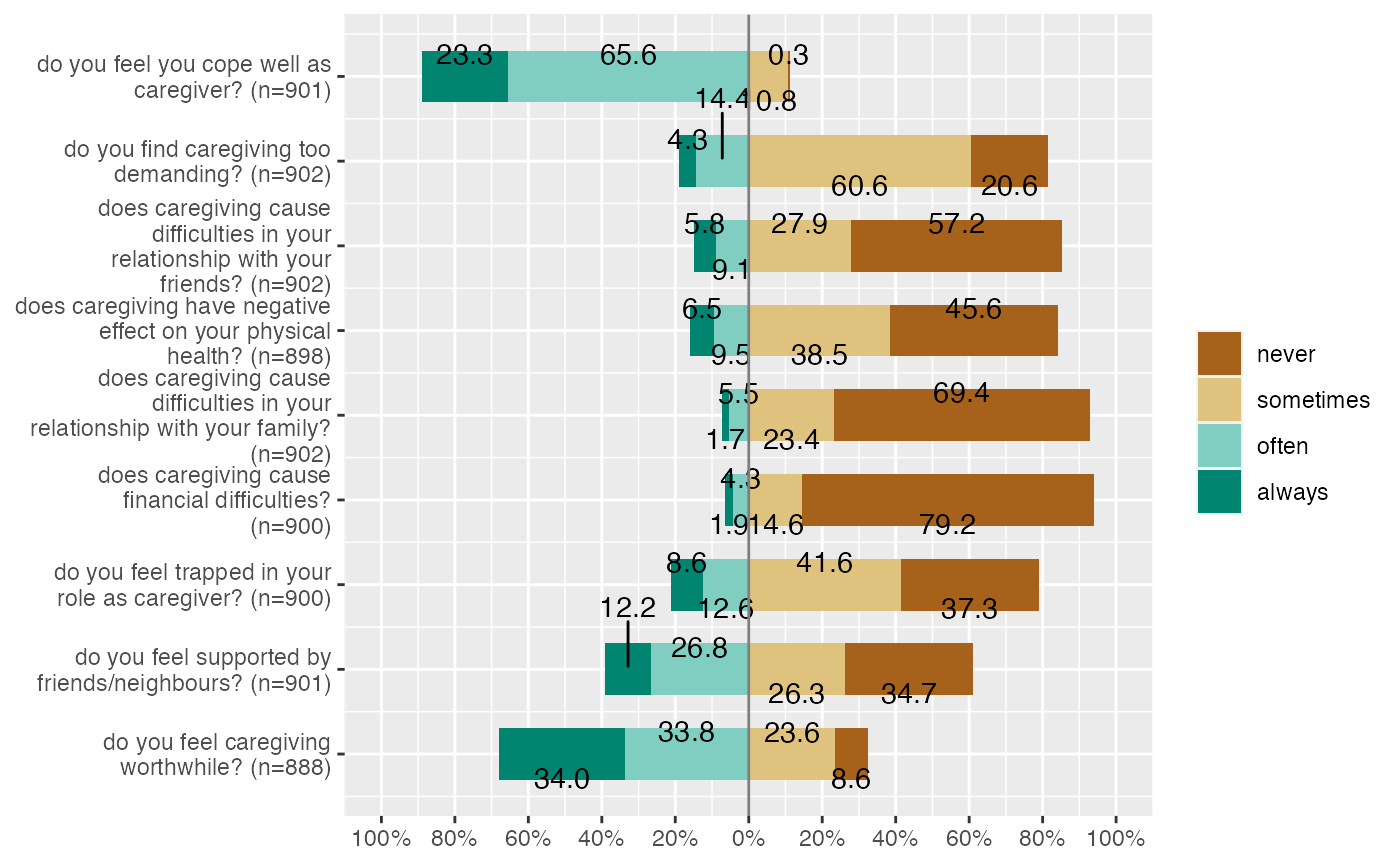 do you feel you cope well as
caregiver? (n=901)
23.3
65.6
0.3
0.8
do you find caregiving too
demanding? (n=902)
14.4
4.3
60.6
20.6
does caregiving cause
difficulties in your
relationship with your
friends? (n=902)
5.8
27.9
57.2
9.1
does caregiving have negative
effect on your physical
health? (n=898)
6.5
45.6
9.5
38.5
does caregiving cause
difficulties in your
relationship with your family?
(n=902)
5.5
69.4
1.7
23.4
does caregiving cause
financial difficulties?
(n=900)
4.3
1.9
14.6
79.2
do you feel trapped in your
role as caregiver? (n=900)
8.6
41.6
12.6
37.3
do you feel supported by
friends/neighbours? (n=901)
12.2
26.8
26.3
34.7
do you feel caregiving
worthwhile? (n=888)
33.8
23.6
34.0
8.6
100%
80%
60%
40%
20%
0%
20%
40%
60%
80%
100%
never
sometimes
often
always